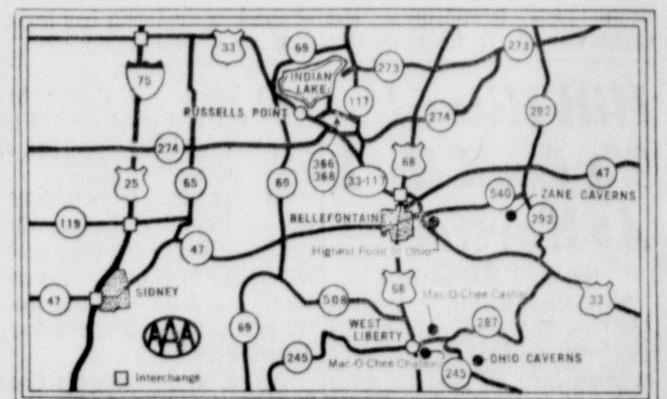 33
69
273
273
75
INDIAN
LAKE
117
292
RUSSELLS POINT
274
274
366
368
68
47
25
65
69
33-117
540
ZANE CAVERNS
119
BELLEFONTAINE
292
47
Highest Point In Ohio
47
SIDNEY
68
Mac-O-Chee Castle
33
508
287
69
WEST
LIBERTY
AAA
245
Mac-O-Chee Chateau
OHIO CAVERNS
245
Interchange